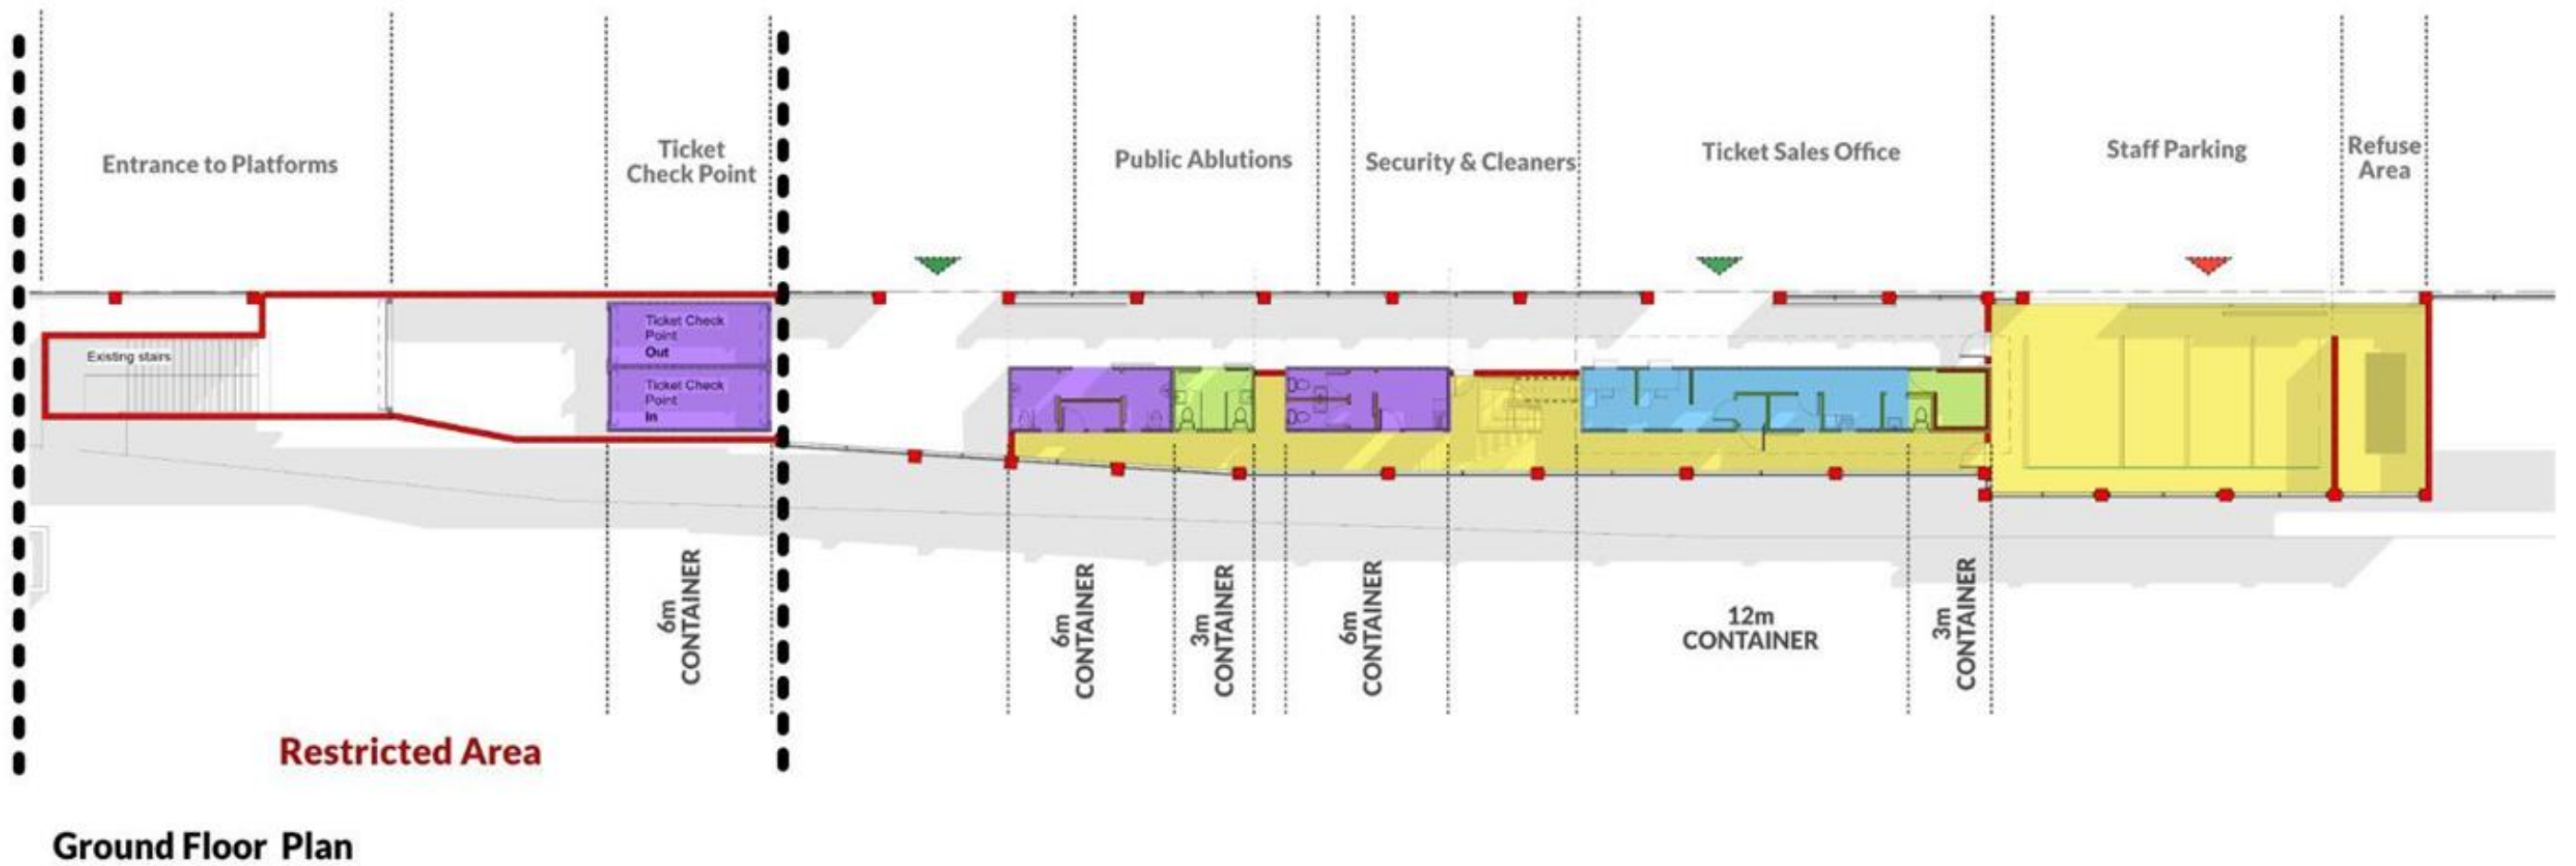 Entrance to Platforms
Ticket
Check Point
Public Ablutions
Security & Cleaners
Ticket Sales Office
Staff Parking
Refuse
Area
Existing stairs
Ticket Check
Point
Out
Ticket Check
Point
In
6m
CONTAINER
6m
CONTAINER
3m
CONTAINER
6m
CONTAINER
12m
CONTAINER
3m
CONTAINER
Restricted Area
Ground Floor Plan